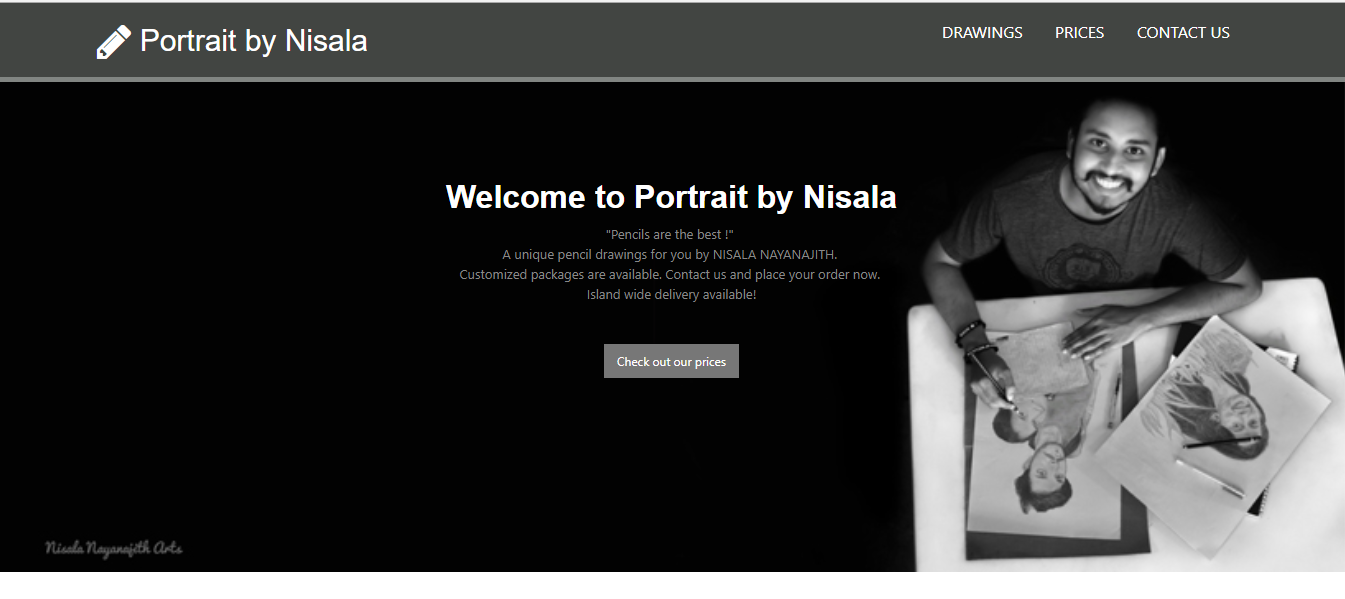 Portrait by Nisala
DRAWINGS PRICES CONTACT US
Welcome to Portrait by Nisala
"Pencils are the best !"
A unique pencil drawings for you by NISALA NAYANAJITH.
Customized packages are available. Contact us and place your order now.
Island wide delivery available!
Check out our prices
Nisala Nayanajith Arts